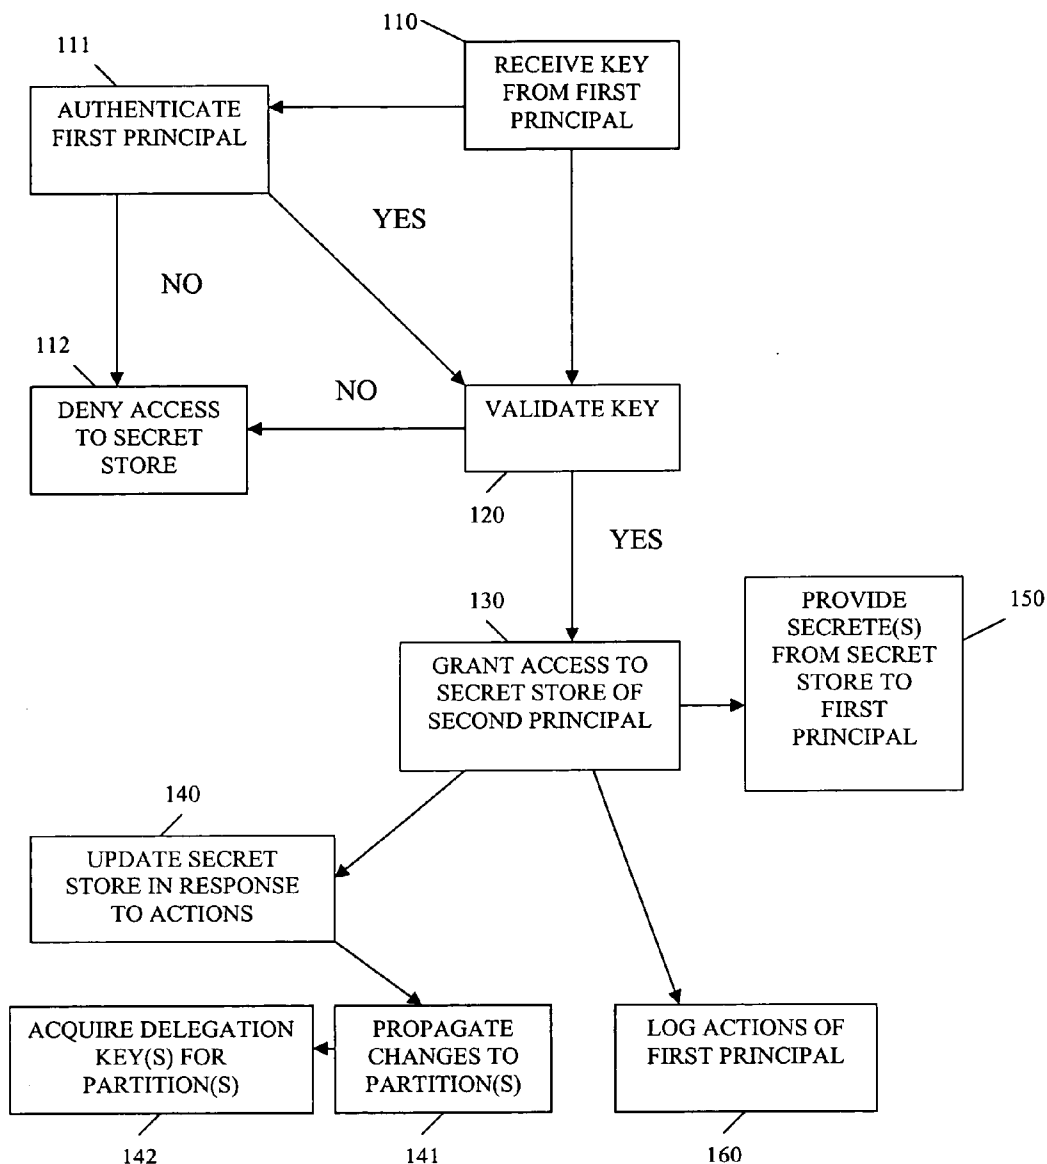 110
111
RECEIVE KEY
FROM FIRST
PRINCIPAL
AUTHENTICATE
FIRST PRINCIPAL
YES
NO
112
NO
DENY ACCESS
TO SECRET
STORE
VALIDATE KEY
120
YES
130
150
PROVIDE
SECRETE(S)
FROM SECRET
STORE TO
FIRST
PRINCIPAL
GRANT ACCESS TO
SECRET STORE OF
SECOND PRINCIPAL
140
UPDATE SECRET
STORE IN RESPONSE
TO ACTIONS
ACQUIRE DELEGATION
KEY(S) FOR
PARTITION(S)
PROPAGATE
CHANGES TO
PARTITION(S)
LOG ACTIONS OF
FIRST PRINCIPAL
142
141
160